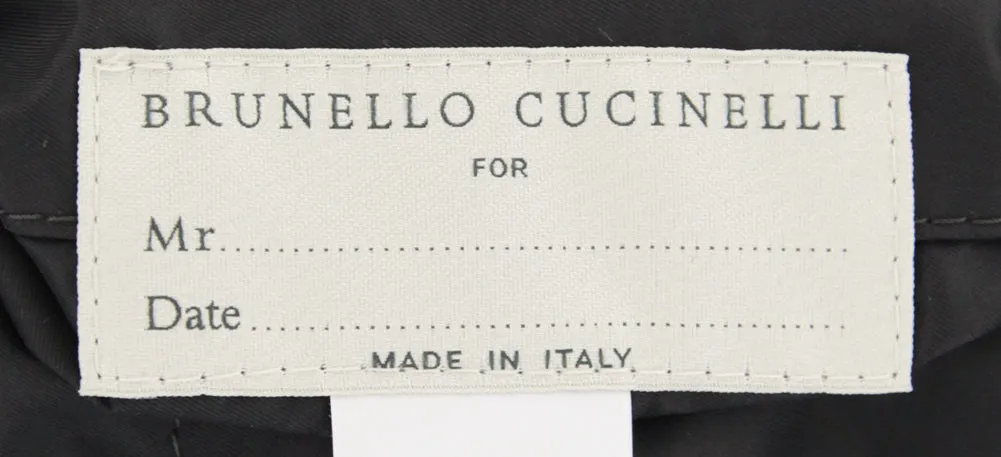 BRUNELLO CUCINELLI
FOR
Mr..............................................
Date...........................................
MADE IN ITALY